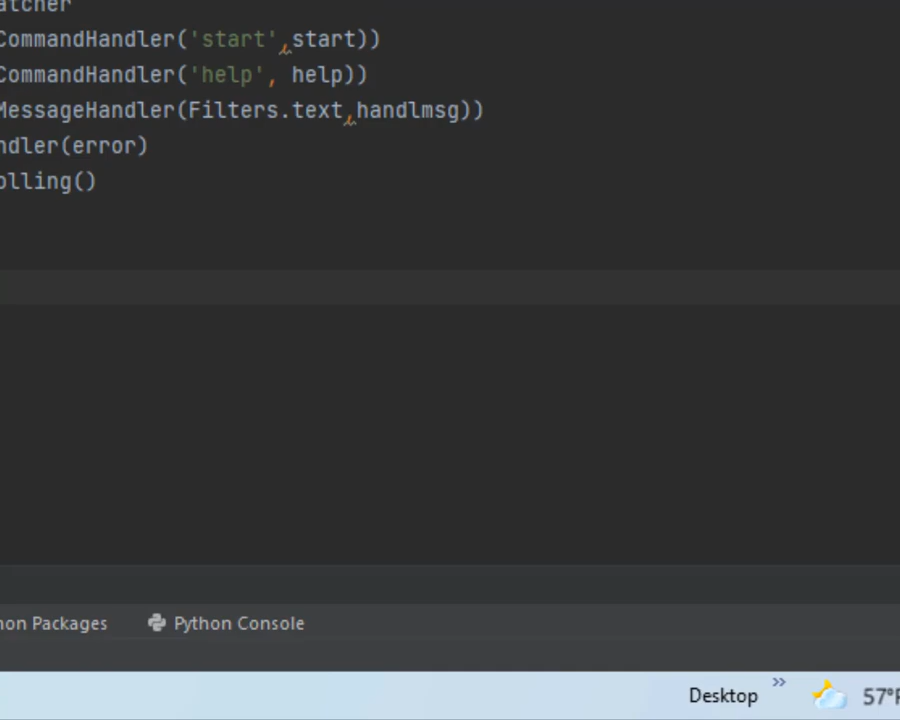 atcher
CommandHandler('start',start))
CommandHandler('help', help))
MessageHandler(Filters.text,handlmsg))
ndler(error)
olling()
hon Packages
Python Console
Desktop
57°F